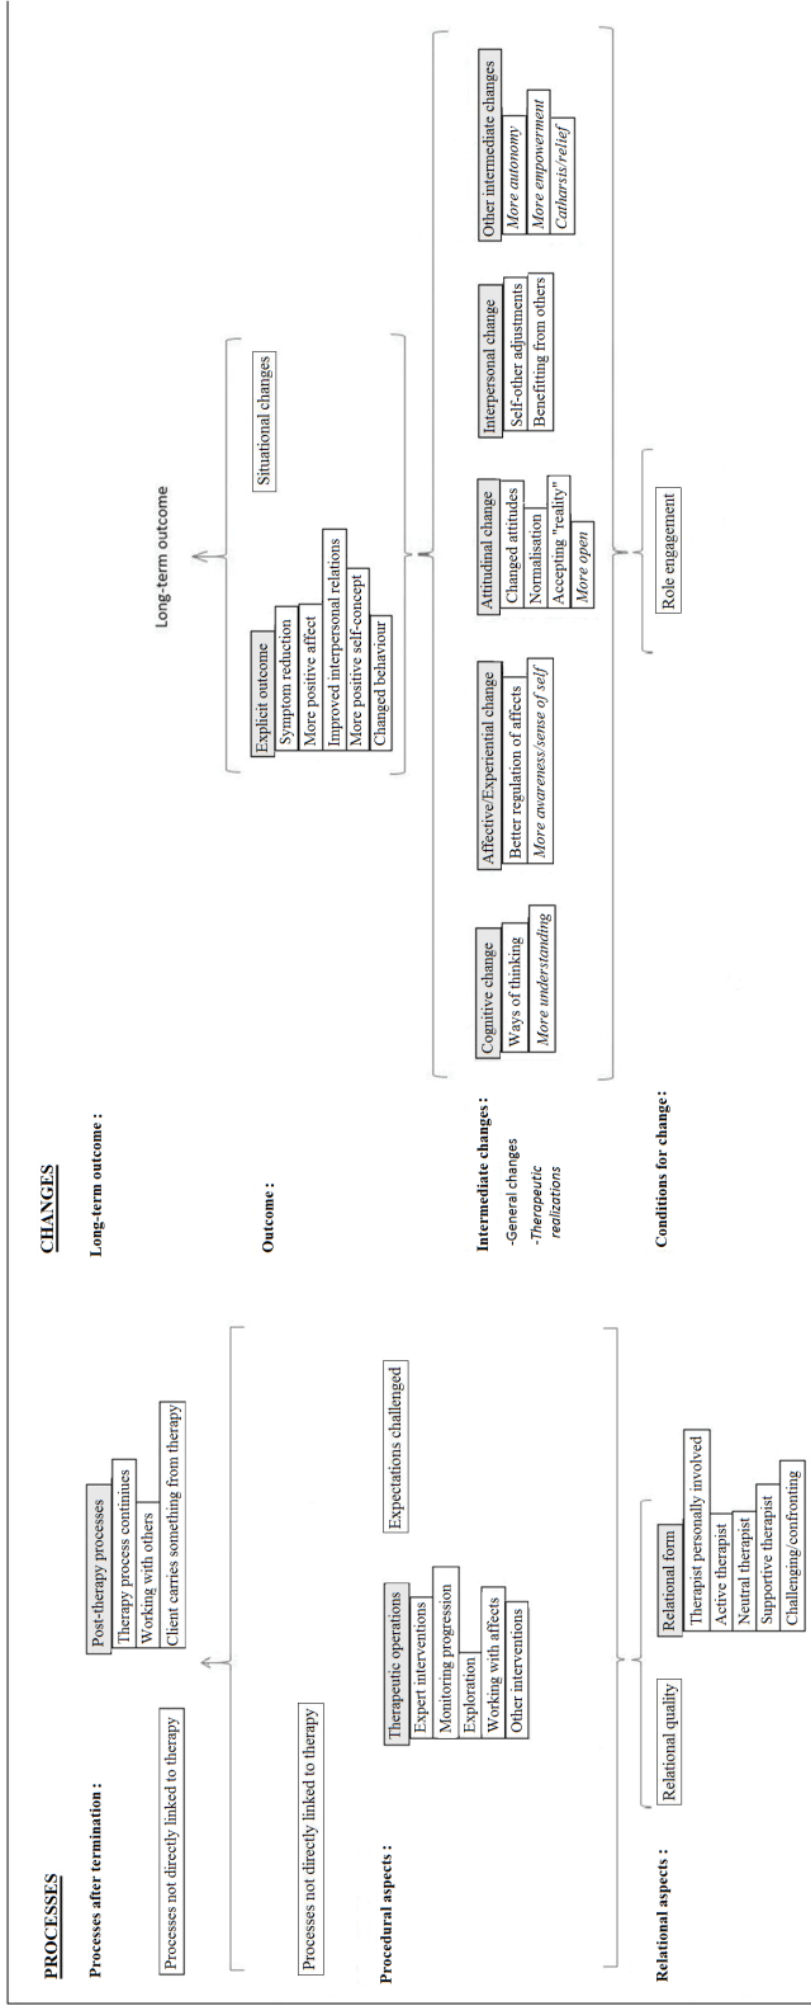 PROCESSES
Processes after termination :
Post-therapy processes
Therapy process continiues
Working with others
Client carries something from therapy
Processes not directly linked to therapy
Processes not directly linked to therapy
Procedural aspects :
Therapeutic operations
Expert interventions
Monitoring progression
Exploration
Working with affects
Other interventions
Expectations challenged
Relational aspects :
Relational quality
Relational form
Therapist personally involved
Active therapist
Neutral therapist
Supportive therapist
Challenging/confronting
CHANGES
Long-term outcome :
Long-term outcome
Outcome :
Explicit outcome
Symptom reduction
More positive affect
Improved interpersonal relations
More positive self-concept
Changed behaviour
Situational changes
Intermediate changes :
-General changes
-Therapeutic
realizations
Cognitive change
Ways of thinking
More understanding
Affective/Experiential change
Better regulation of affects
More awareness/sense of self
Attitudinal change
Changed attitudes
Normalisation
Accepting "reality"
More open
Interpersonal change
Self-other adjustments
Benefitting from others
Other intermediate changes
More autonomy
More empowerment
Catharsis/relief
Conditions for change:
Role engagement